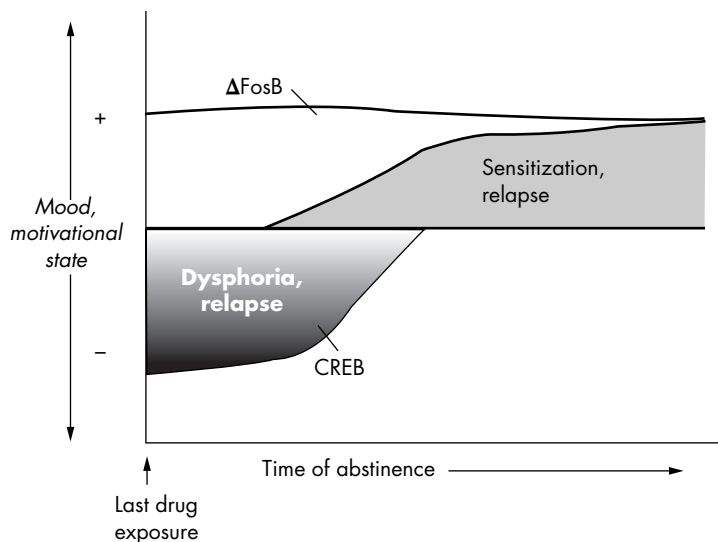 ΔFosB
+
Sensitization,
relapse
Mood,
motivational
state
Dysphoria,
relapse
–
CREB
Time of abstinence
Last drug
exposure